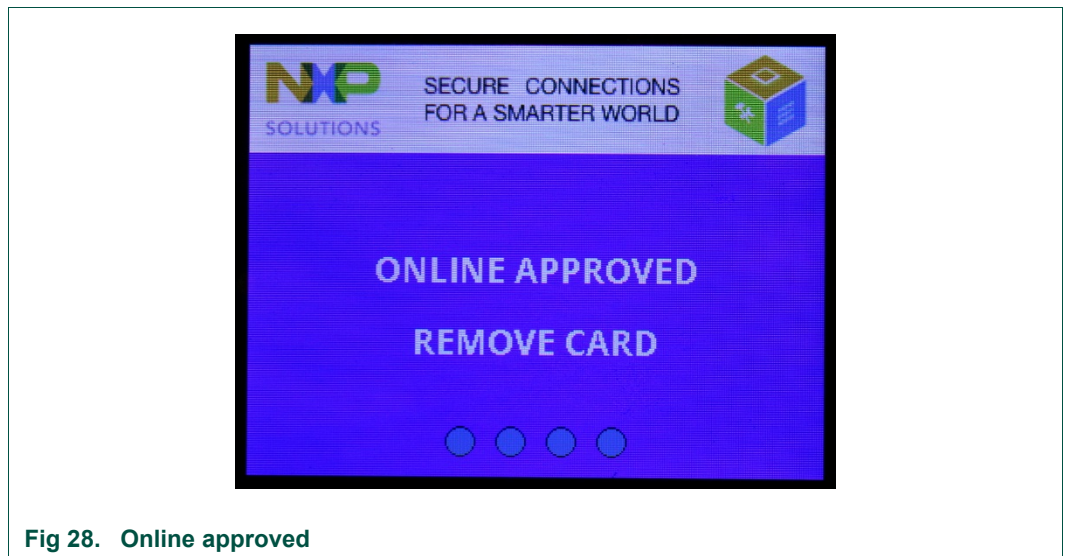 NXP
SOLUTIONS
SECURE CONNECTIONS
FOR A SMARTER WORLD
ONLINE APPROVED
REMOVE CARD
Fig 28. Online approved